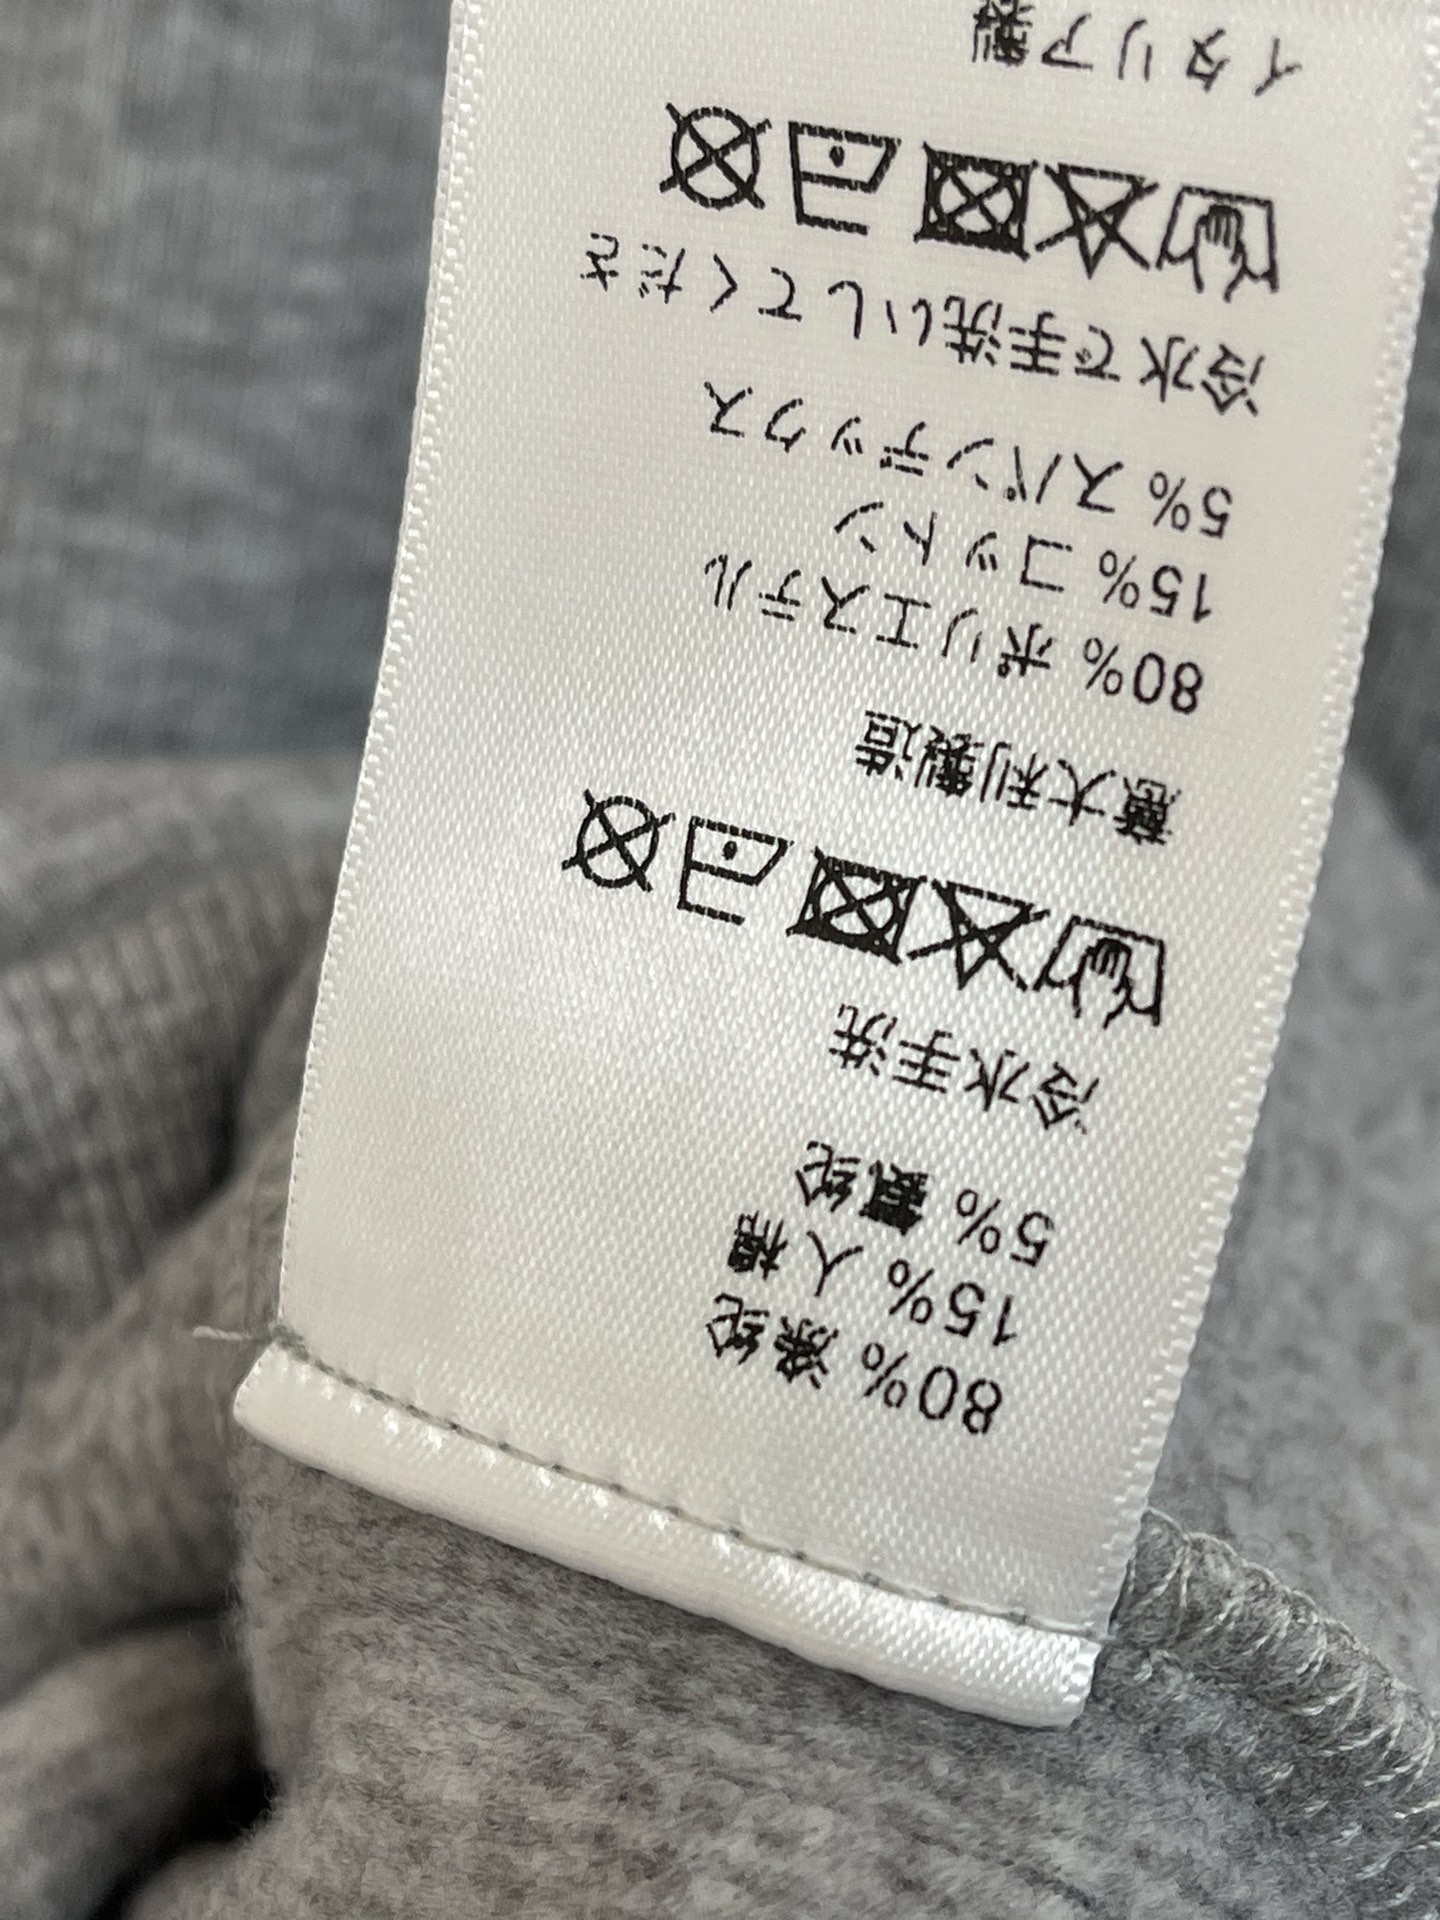 80% 涤纶
15% 人棉
5% 氨纶
冷水手洗
意大利製造
80% ポリエステル
15% コットン
5% スパンデックス
冷水で手洗いしてくださ
イタリア製